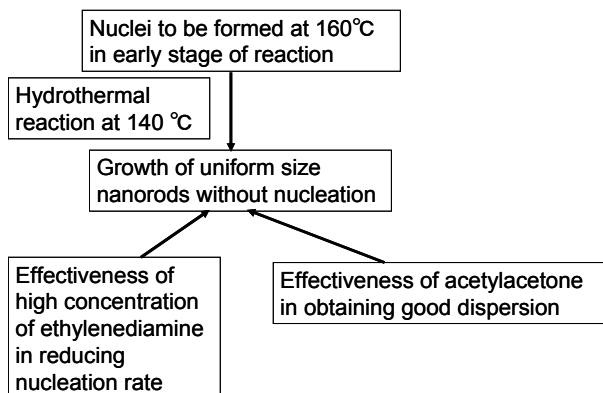 Nuclei to be formed at 160℃
in early stage of reaction
Hydrothermal
reaction at 140 ℃
Growth of uniform size
nanorods without nucleation
Effectiveness of
high concentration
of ethylenediamine
in reducing
nucleation rate
Effectiveness of acetylacetone
in obtaining good dispersion